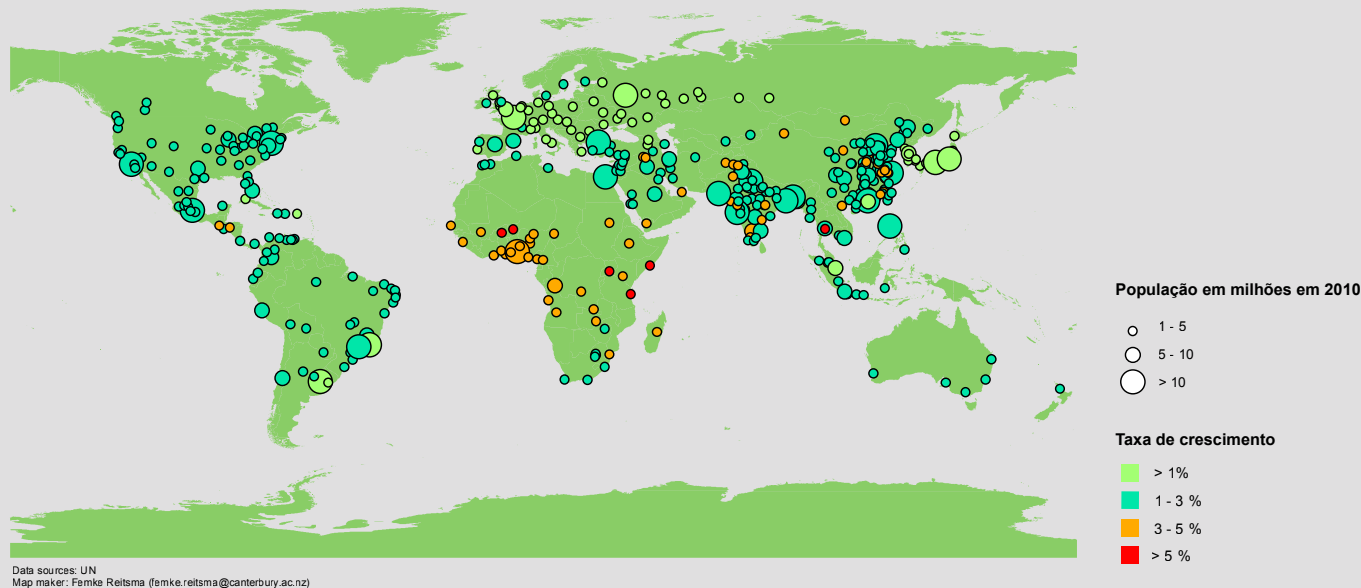 População em milhões em 2010
1 - 5
5 - 10
> 10
Taxa de crescimento
> 1%
1 - 3 %
3 - 5 %
> 5 %
Data sources: UN
Map maker: Femke Reitsma (femke.reitsma@canterbury.ac.nz)